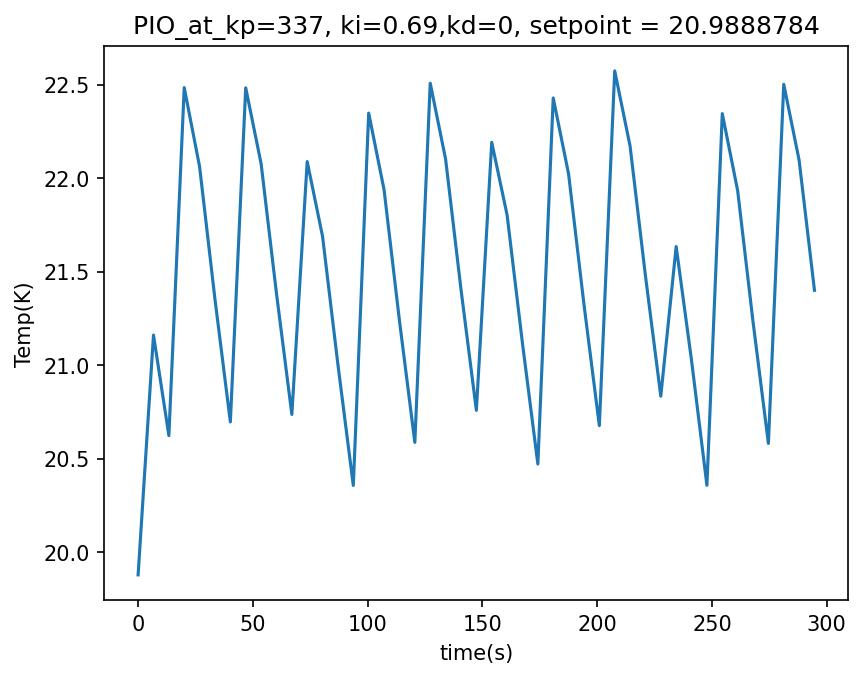 PIO_at_kp=337, ki=0.69,kd=0, setpoint = 20.9888784
22.5
22.0
21.5
21.0
20.5
20.0
Temp(K)
0 50 100 150 200 250 300
time(s)